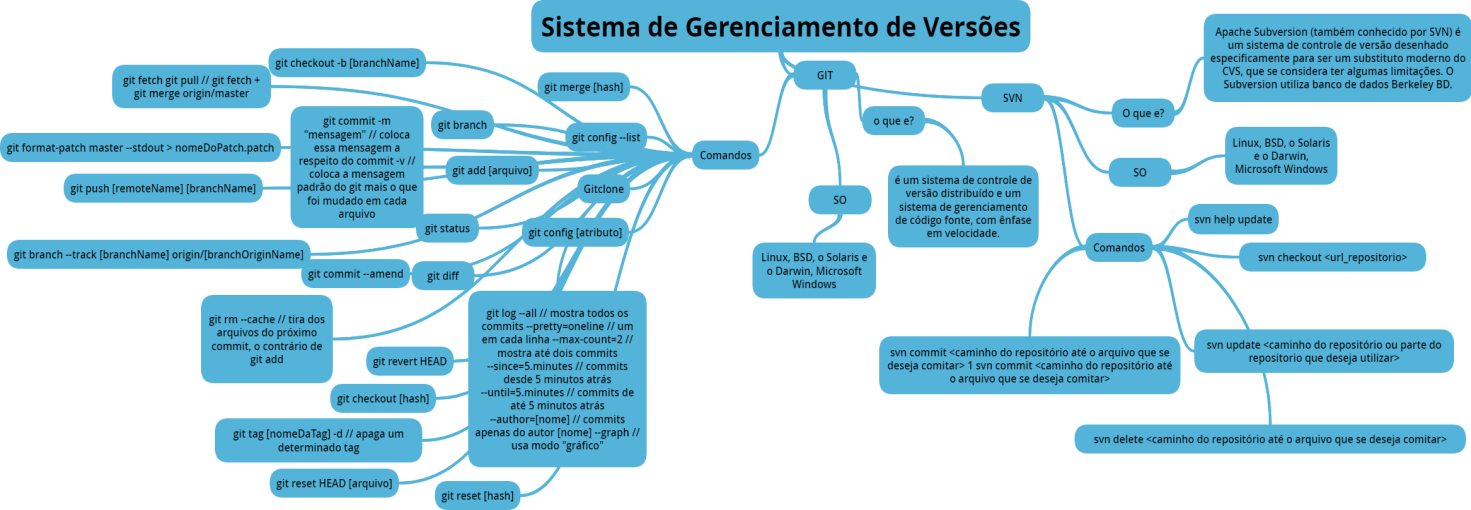 Sistema de Gerenciamento de Versões
GIT
SVN
o que e?
é um sistema de controle de
versão distribuído e um
sistema de gerenciamento
de código fonte, com ênfase
em velocidade.
SO
Linux, BSD, o Solaris e
o Darwin, Microsoft
Windows
Comandos
git merge [hash]
git checkout -b [branchName]
git fetch git pull // git fetch +
git merge origin/master
git branch
git config --list
git commit -m
"mensagem" // coloca
essa mensagem a
respeito do commit -v //
coloca a mensagem
padrão do git mais o que
foi mudado em cada
arquivo
git format-patch master --stdout > nomeDoPatch.patch
git add [arquivo]
git push [remoteName] [branchName]
Gitclone
git status
git config [atributo]
git branch --track [branchName] origin/[branchOriginName]
git commit --amend
git diff
git rm --cache // tira dos
arquivos do próximo
commit, o contrário de
git add
git log --all // mostra todos os
commits --pretty=oneline // um
em cada linha --max-count=2 //
mostra até dois commits
--since=5.minutes // commits
desde 5 minutos atrás
--until=5.minutes // commits de
até 5 minutos atrás
--author=[nome] // commits
apenas do autor [nome] --graph //
usa modo "gráfico"
git revert HEAD
git checkout [hash]
git tag [nomeDaTag] -d // apaga um
determinado tag
git reset HEAD [arquivo]
git reset [hash]
O que e?
Apache Subversion (também conhecido por SVN) é
um sistema de controle de versão desenhado
especificamente para ser um substituto moderno do
CVS, que se considera ter algumas limitações. O
Subversion utiliza banco de dados Berkeley BD.
SO
Linux, BSD, o Solaris
e o Darwin,
Microsoft Windows
Comandos
svn help update
svn checkout <url_repositorio>
svn update <caminho do repositório ou parte do
repositorio que deseja utilizar>
svn commit <caminho do repositório até o arquivo que se
deseja comitar> 1 svn commit <caminho do repositório até
o arquivo que se deseja comitar>
svn delete <caminho do repositório até o arquivo que se deseja comitar>